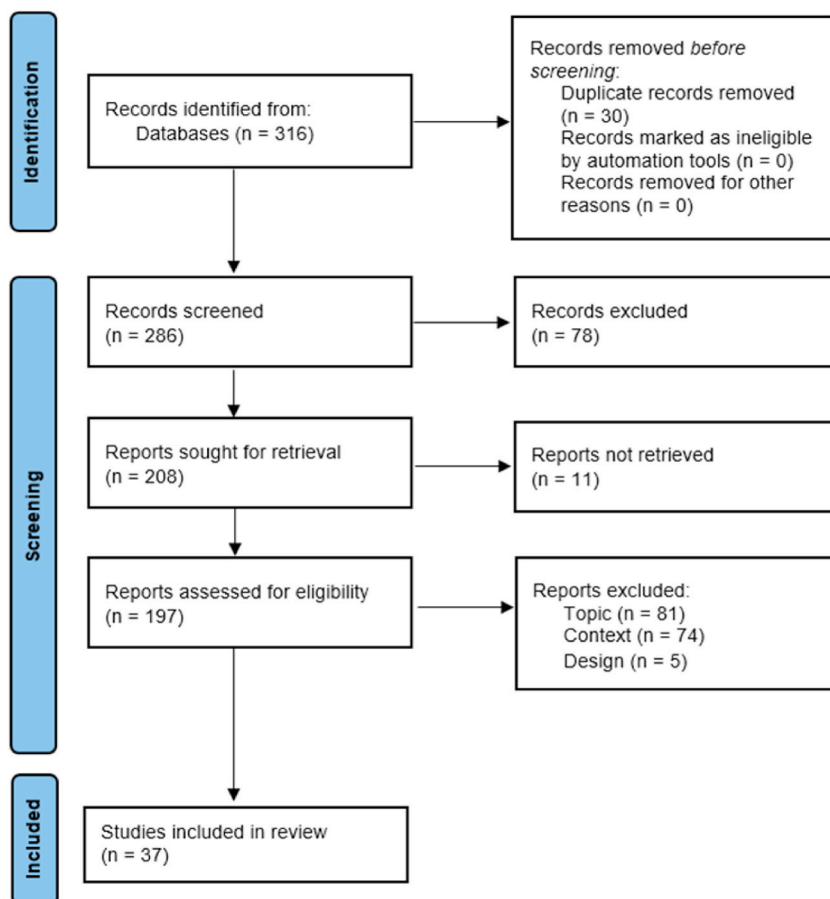 Identification
Records identified from:
Databases (n = 316)
Records removed before
screening:
Duplicate records removed
(n = 30)
Records marked as ineligible
by automation tools (n = 0)
Records removed for other
reasons (n = 0)
Screening
Records screened
(n = 286)
Records excluded
(n = 78)
Reports sought for retrieval
(n = 208)
Reports not retrieved
(n = 11)
Reports assessed for eligibility
(n = 197)
Reports excluded:
Topic (n = 81)
Context (n = 74)
Design (n = 5)
Included
Studies included in review
(n = 37)